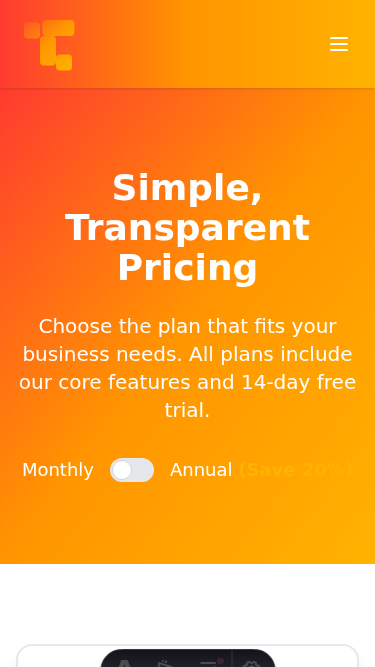 Simple,
Transparent
Pricing
Choose the plan that fits your
business needs. All plans include
our core features and 14-day free
trial.
Monthly
Annual (Save 20%)